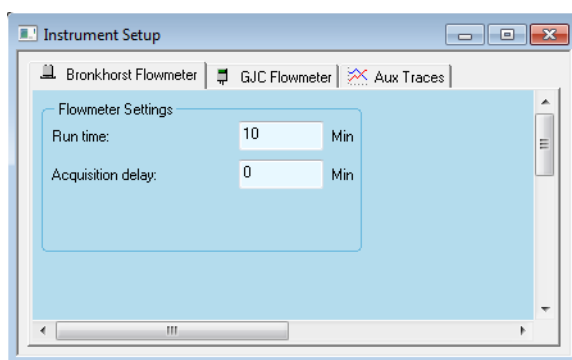 Instrument Setup
Bronkhorst Flowmeter GJC Flowmeter Aux Traces
Flowmeter Settings
Run time: 10 Min
Acquisition delay: 0 Min